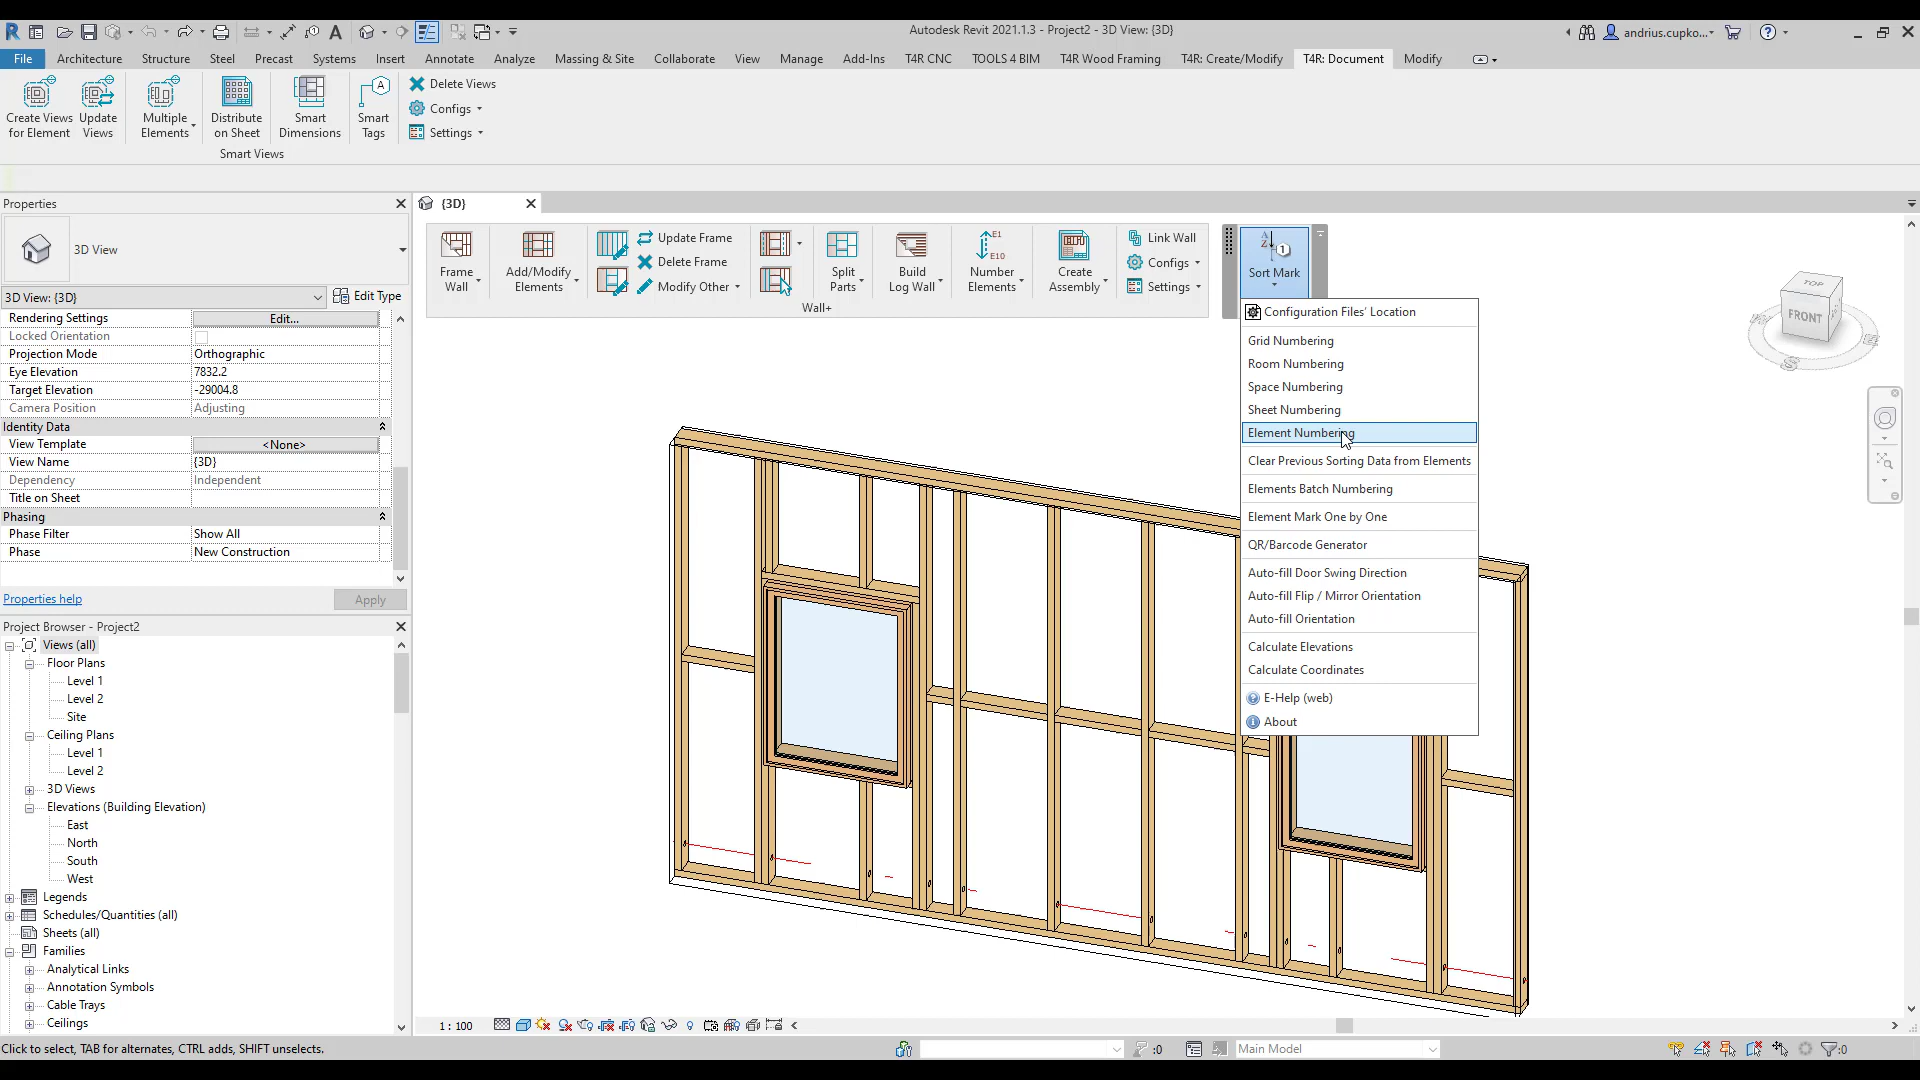 Autodesk Revit 2021.1.3 - Project2 - 3D View: {3D}
andrius.cupko...
File Architecture Structure Steel Precast Systems Insert Annotate Analyze Massing & Site Collaborate View Manage Add-Ins T4R CNC TOOLS 4 BIM T4R Wood Framing T4R: Create/Modify T4R: Document Modify
Create Views for Element
Update Views
Multiple Elements
Distribute on Sheet
Smart Dimensions
Smart Tags
Delete Views
Configs
Settings
Smart Views
Properties
3D View
3D View: {3D}
Edit Type
Rendering Settings Edit...
Locked Orientation
Projection Mode Orthographic
Eye Elevation 7832.2
Target Elevation -29004.8
Camera Position Adjusting
Identity Data
View Template <None>
View Name {3D}
Dependency Independent
Title on Sheet
Phasing
Phase Filter Show All
Phase New Construction
Properties help
Apply
Project Browser - Project2
Views (all)
Floor Plans
Level 1
Level 2
Site
Ceiling Plans
Level 1
Level 2
3D Views
Elevations (Building Elevation)
East
North
South
West
Legends
Schedules/Quantities (all)
Sheets (all)
Families
Analytical Links
Annotation Symbols
Cable Trays
Ceilings
{3D}
Frame Wall
Add/Modify Elements
Update Frame
Delete Frame
Modify Other
Split Parts
Build Log Wall
E1
E10
Number Elements
Create Assembly
Link Wall
Configs
Settings
Wall+
Sort Mark
Configuration Files' Location
Grid Numbering
Room Numbering
Space Numbering
Sheet Numbering
Element Numbering
Clear Previous Sorting Data from Elements
Elements Batch Numbering
Element Mark One by One
QR/Barcode Generator
Auto-fill Door Swing Direction
Auto-fill Flip / Mirror Orientation
Auto-fill Orientation
Calculate Elevations
Calculate Coordinates
E-Help (web)
About
TOP
FRONT
1 : 100
Click to select, TAB for alternates, CTRL adds, SHIFT unselects.
:0
Main Model
:0